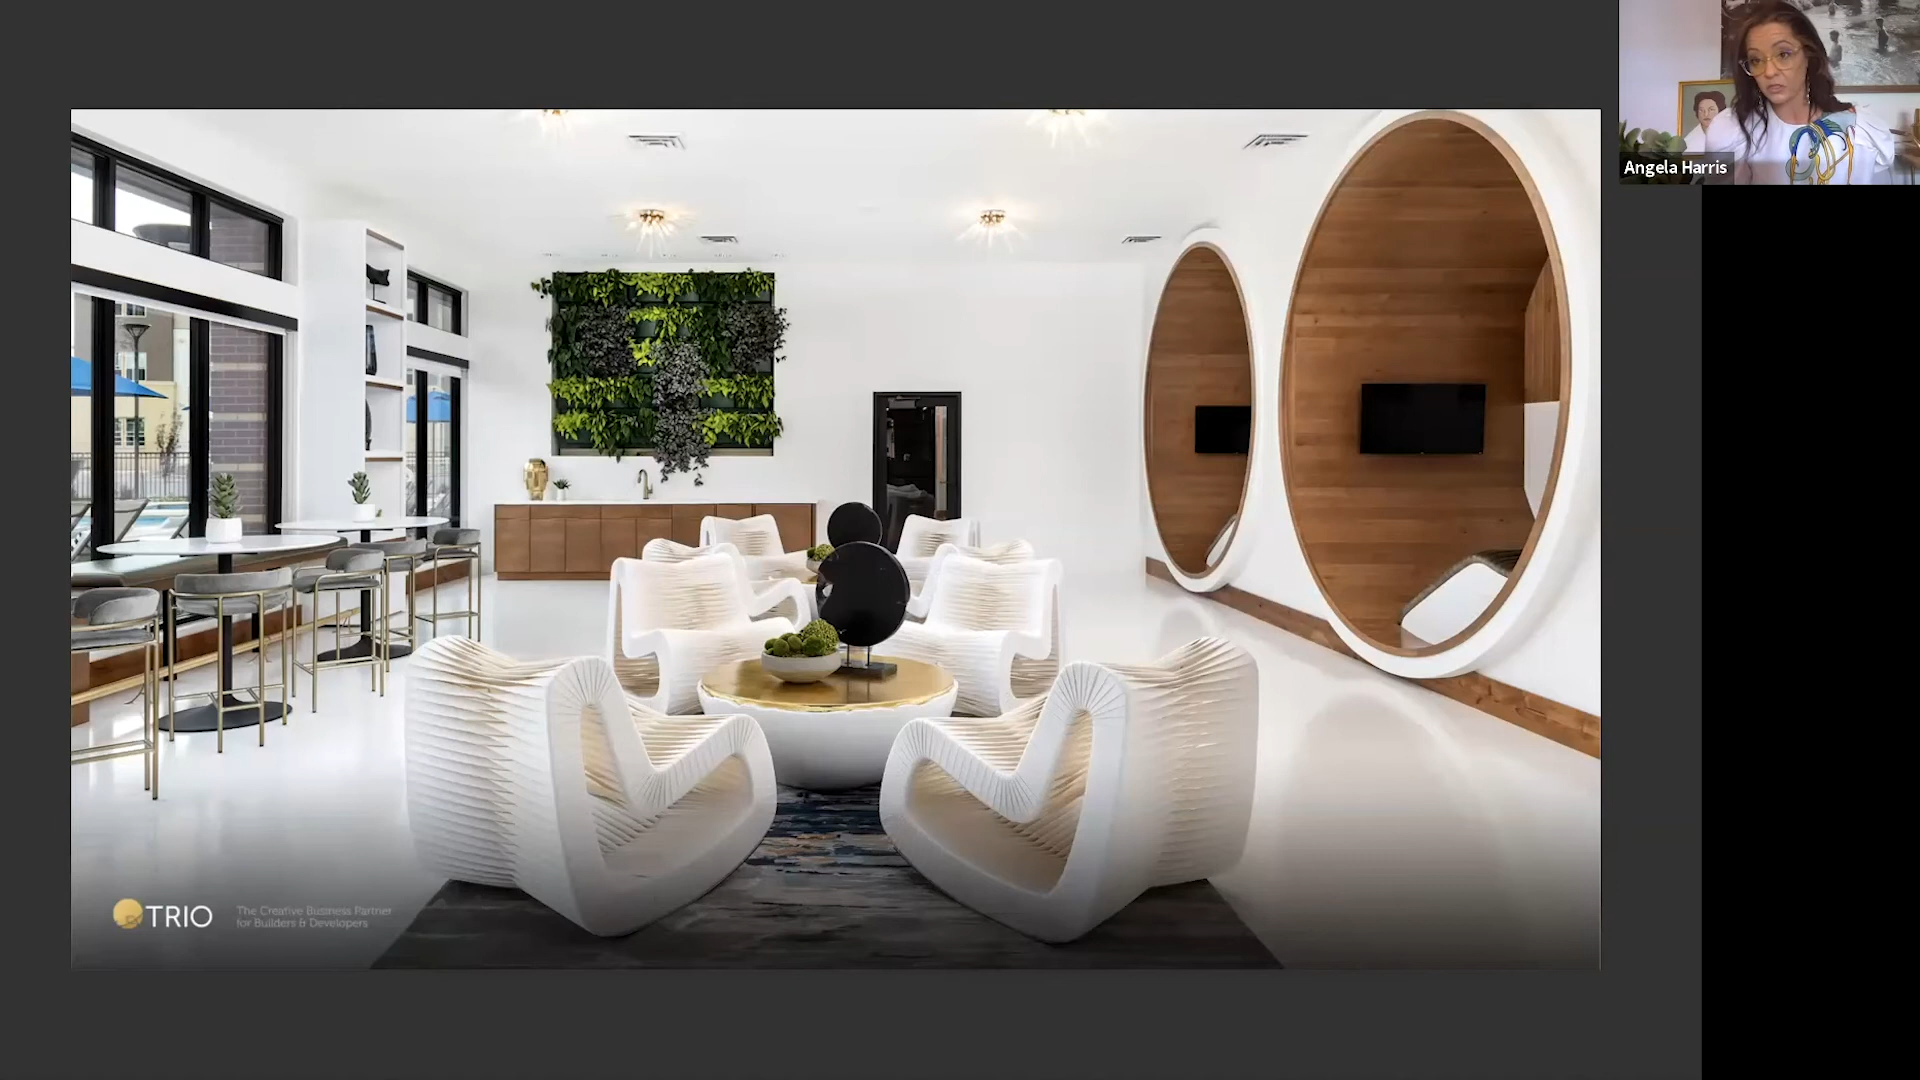 Angela Harris
TRIO
The Creative Business Partner
for Builders & Developers